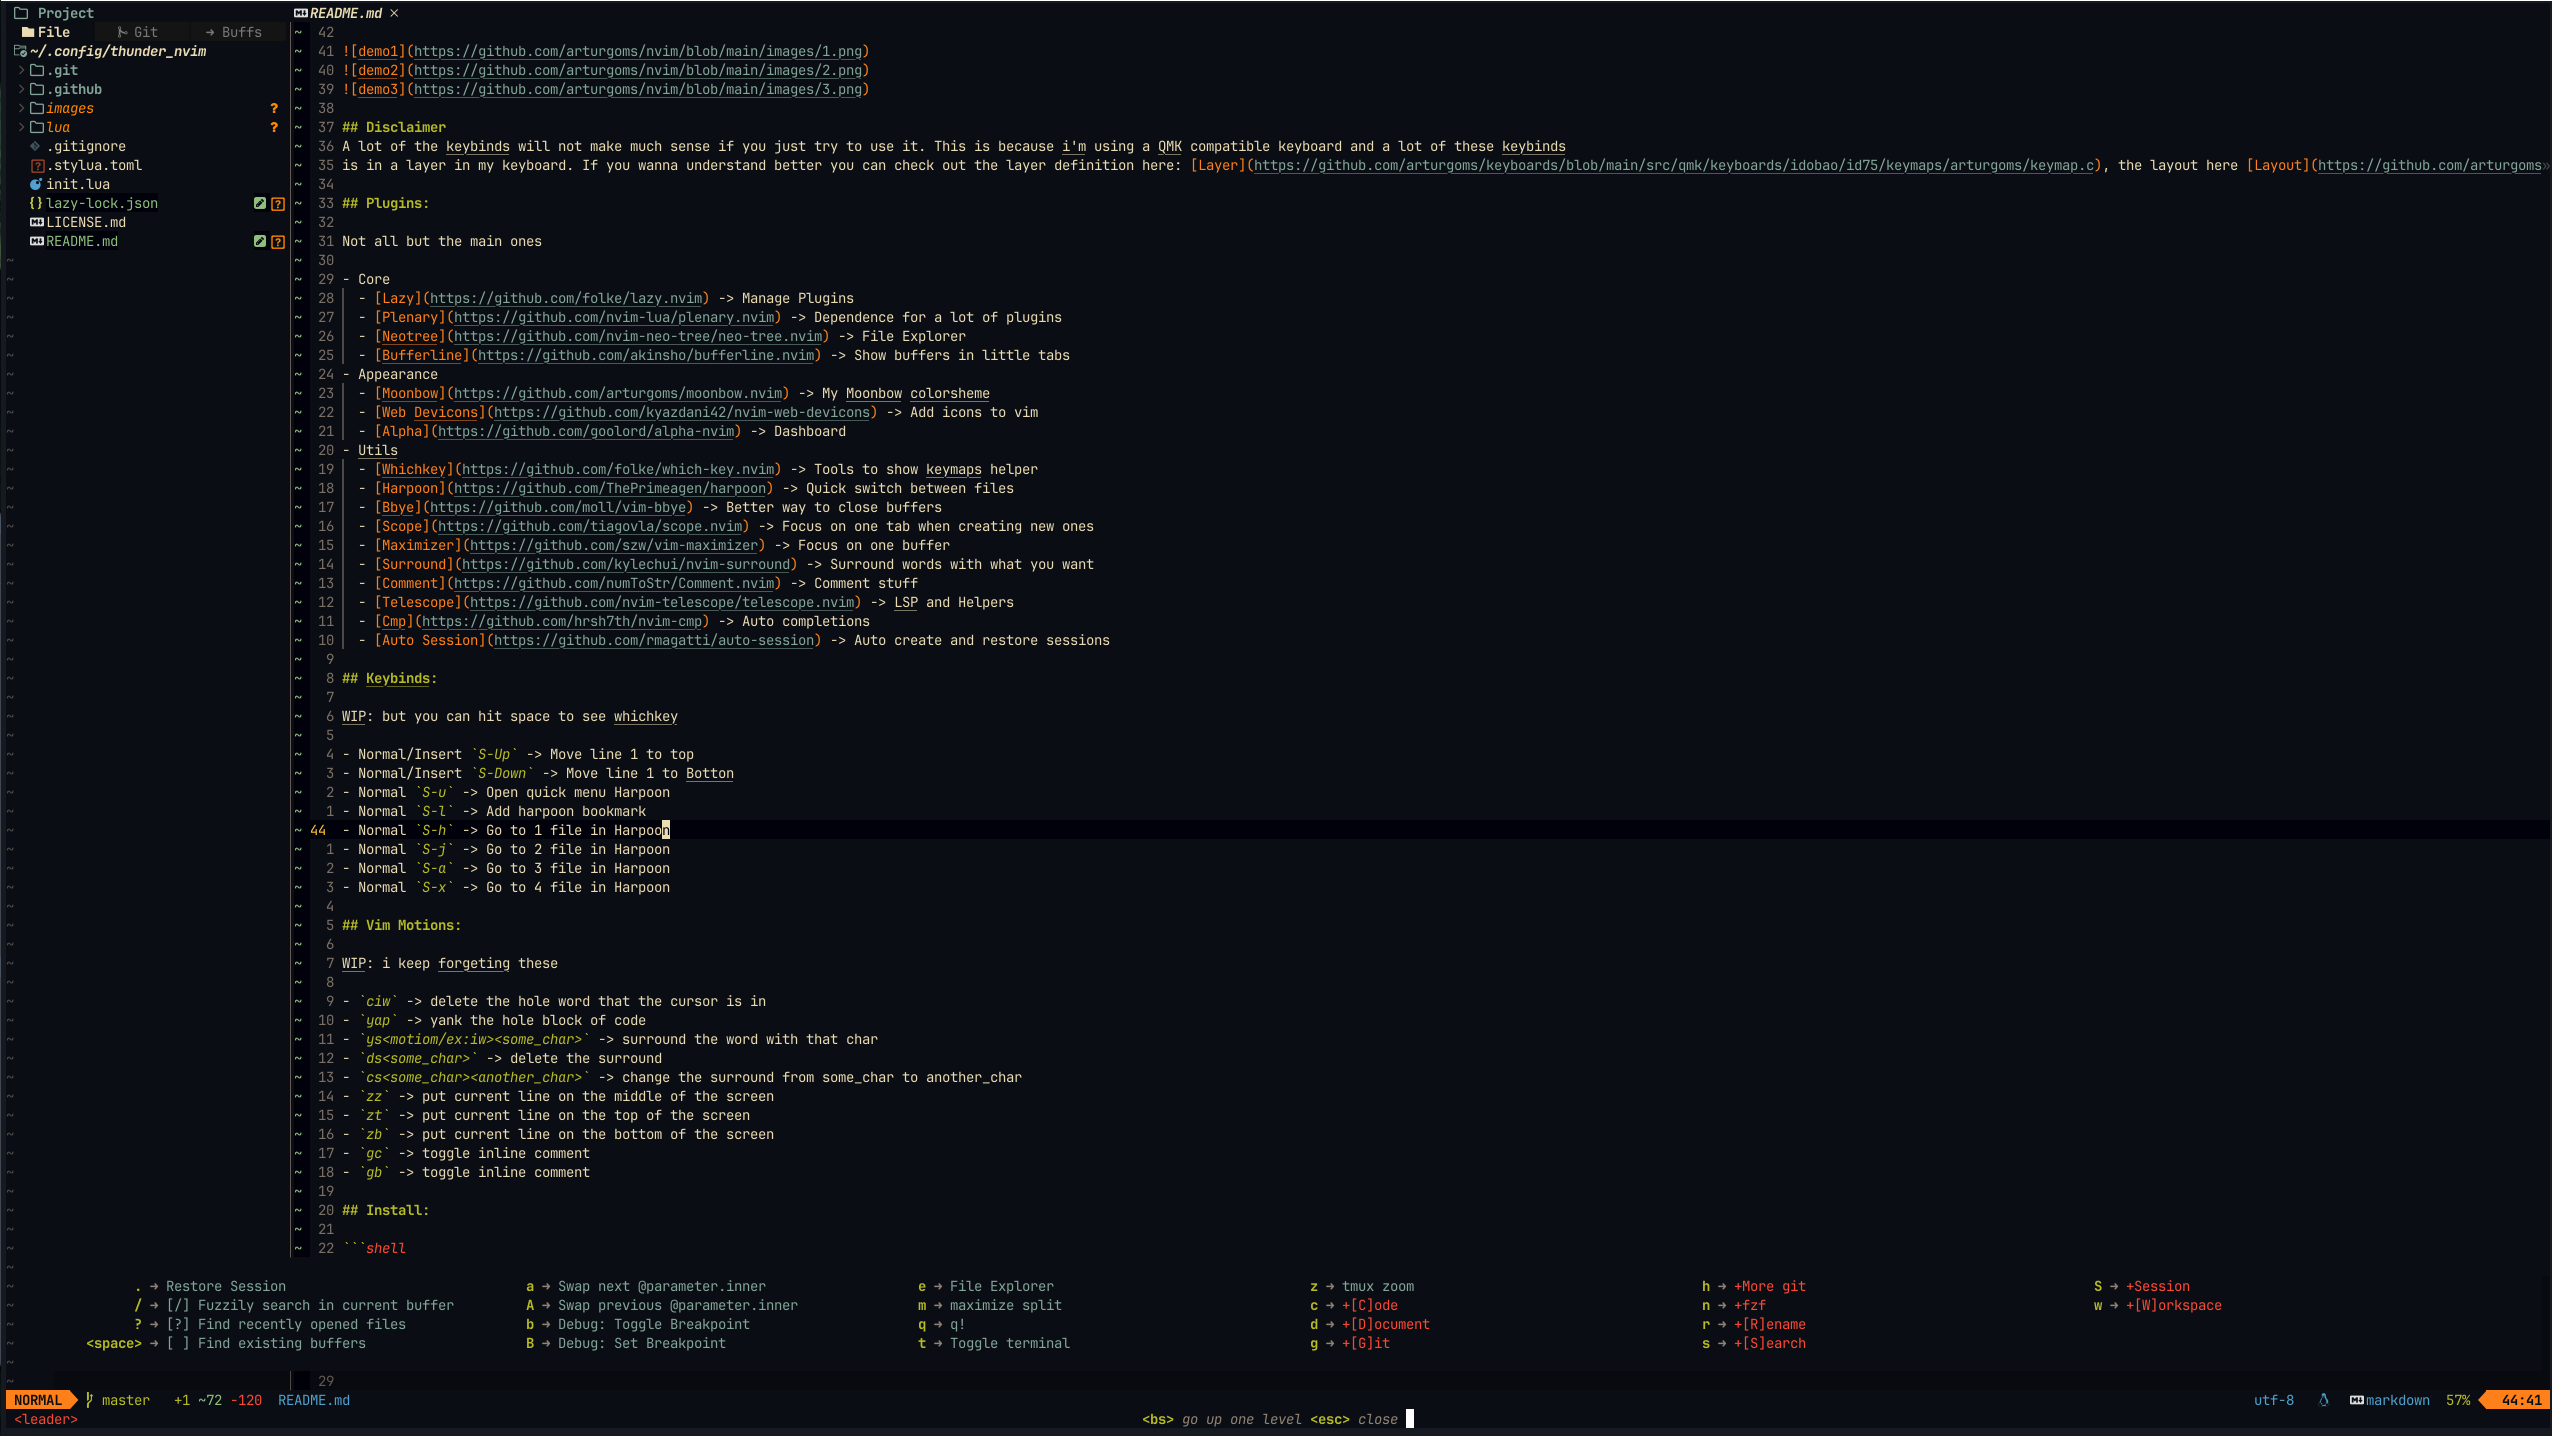 Project
File Git → Buffs
~/.config/thunder_nvim
> .git
> .github
> images ?
> lua ?
.gitignore
.stylua.toml
init.lua
{} lazy-lock.json ?
LICENSE.md
README.md ?
README.md ×
~ 42
~ 41 ![demo1](https://github.com/arturgoms/nvim/blob/main/images/1.png)
~ 40 ![demo2](https://github.com/arturgoms/nvim/blob/main/images/2.png)
~ 39 ![demo3](https://github.com/arturgoms/nvim/blob/main/images/3.png)
~ 38
~ 37 ## Disclaimer
~ 36 A lot of the keybinds will not make much sense if you just try to use it. This is because i'm using a QMK compatible keyboard and a lot of these keybinds
~ 35 is in a layer in my keyboard. If you wanna understand better you can check out the layer definition here: [Layer](https://github.com/arturgoms/keyboards/blob/main/src/qmk/keyboards/idobao/id75/keymaps/arturgoms/keymap.c), the layout here [Layout](https://github.com/arturgoms»
~ 34
~ 33 ## Plugins:
~ 32
~ 31 Not all but the main ones
~ 30
~ 29 - Core
~ 28 - [Lazy](https://github.com/folke/lazy.nvim) -> Manage Plugins
~ 27 - [Plenary](https://github.com/nvim-lua/plenary.nvim) -> Dependence for a lot of plugins
~ 26 - [Neotree](https://github.com/nvim-neo-tree/neo-tree.nvim) -> File Explorer
~ 25 - [Bufferline](https://github.com/akinsho/bufferline.nvim) -> Show buffers in little tabs
~ 24 - Appearance
~ 23 - [Moonbow](https://github.com/arturgoms/moonbow.nvim) -> My Moonbow colorsheme
~ 22 - [Web Devicons](https://github.com/kyazdani42/nvim-web-devicons) -> Add icons to vim
~ 21 - [Alpha](https://github.com/goolord/alpha-nvim) -> Dashboard
~ 20 - Utils
~ 19 - [Whichkey](https://github.com/folke/which-key.nvim) -> Tools to show keymaps helper
~ 18 - [Harpoon](https://github.com/ThePrimeagen/harpoon) -> Quick switch between files
~ 17 - [Bbye](https://github.com/moll/vim-bbye) -> Better way to close buffers
~ 16 - [Scope](https://github.com/tiagovla/scope.nvim) -> Focus on one tab when creating new ones
~ 15 - [Maximizer](https://github.com/szw/vim-maximizer) -> Focus on one buffer
~ 14 - [Surround](https://github.com/kylechui/nvim-surround) -> Surround words with what you want
~ 13 - [Comment](https://github.com/numToStr/Comment.nvim) -> Comment stuff
~ 12 - [Telescope](https://github.com/nvim-telescope/telescope.nvim) -> LSP and Helpers
~ 11 - [Cmp](https://github.com/hrsh7th/nvim-cmp) -> Auto completions
~ 10 - [Auto Session](https://github.com/rmagatti/auto-session) -> Auto create and restore sessions
~ 9
~ 8 ## Keybinds:
~ 7
~ 6 WIP: but you can hit space to see whichkey
~ 5
~ 4 - Normal/Insert `S-Up` -> Move line 1 to top
~ 3 - Normal/Insert `S-Down` -> Move line 1 to Botton
~ 2 - Normal `S-u` -> Open quick menu Harpoon
~ 1 - Normal `S-l` -> Add harpoon bookmark
~ 44 - Normal `S-h` -> Go to 1 file in Harpoon
~ 1 - Normal `S-j` -> Go to 2 file in Harpoon
~ 2 - Normal `S-a` -> Go to 3 file in Harpoon
~ 3 - Normal `S-x` -> Go to 4 file in Harpoon
~ 4
~ 5 ## Vim Motions:
~ 6
~ 7 WIP: i keep forgeting these
~ 8
~ 9 - `ciw` -> delete the hole word that the cursor is in
~ 10 - `yap` -> yank the hole block of code
~ 11 - `ys<motiom/ex:iw><some_char>` -> surround the word with that char
~ 12 - `ds<some_char>` -> delete the surround
~ 13 - `cs<some_char><another_char>` -> change the surround from some_char to another_char
~ 14 - `zz` -> put current line on the middle of the screen
~ 15 - `zt` -> put current line on the top of the screen
~ 16 - `zb` -> put current line on the bottom of the screen
~ 17 - `gc` -> toggle inline comment
~ 18 - `gb` -> toggle inline comment
~ 19
~ 20 ## Install:
~ 21
~ 22 ```shell
. → Restore Session a → Swap next @parameter.inner e → File Explorer z → tmux zoom h → +More git S → +Session
/ → [/] Fuzzily search in current buffer A → Swap previous @parameter.inner m → maximize split c → +[C]ode n → +fzf w → +[W]orkspace
? → [?] Find recently opened files b → Debug: Toggle Breakpoint q → q! d → +[D]ocument r → +[R]ename
<space> → [ ] Find existing buffers B → Debug: Set Breakpoint t → Toggle terminal g → +[G]it s → +[S]earch
29
NORMAL master +1 ~72 -120 README.md utf-8 markdown 57% 44:41
<leader> <bs> go up one level <esc> close